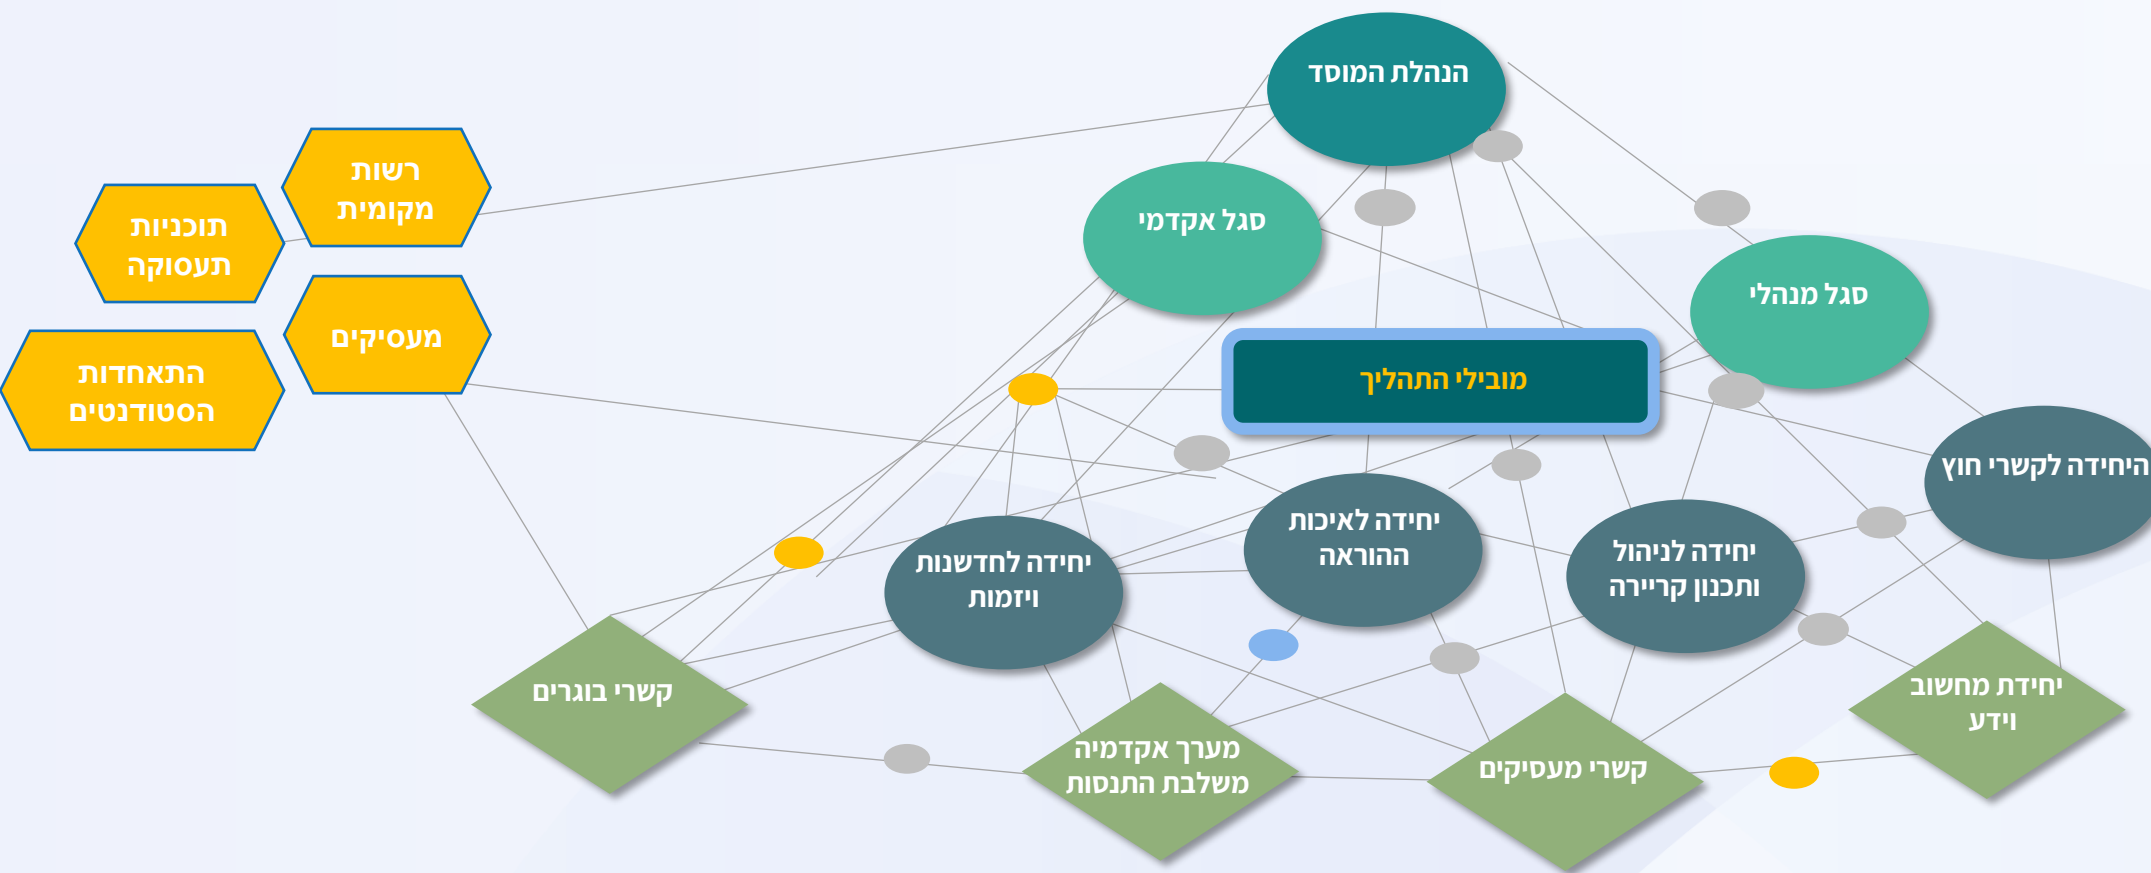 הנהלת המוסד
רשות
מקומית
תוכניות
תעסוקה
סגל אקדמי
סגל מנהלי
מעסיקים
התאחדות
הסטודנטים
מובילי התהליך
היחידה לקשרי חוץ
יחידה לאיכות
ההוראה
יחידה לניהול
ותכנון קריירה
יחידה לחדשנות
ויזמות
קשרי בוגרים
יחידת מחשוב
וידע
מערך אקדמיה
משלבת התנסות
קשרי מעסיקים